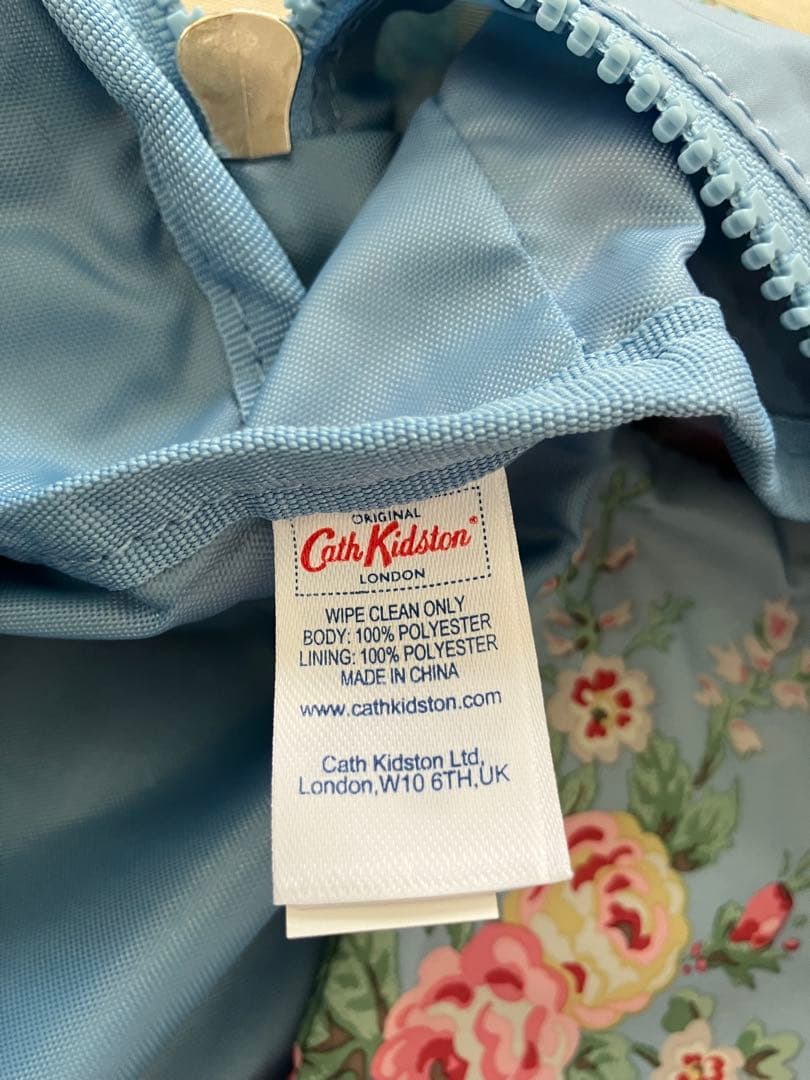 ORIGINAL
Cath Kidston®
LONDON
WIPE CLEAN ONLY
BODY: 100% POLYESTER
LINING: 100% POLYESTER
MADE IN CHINA
www.cathkidston.com
Cath Kidston Ltd,
London,W10 6TH,UK